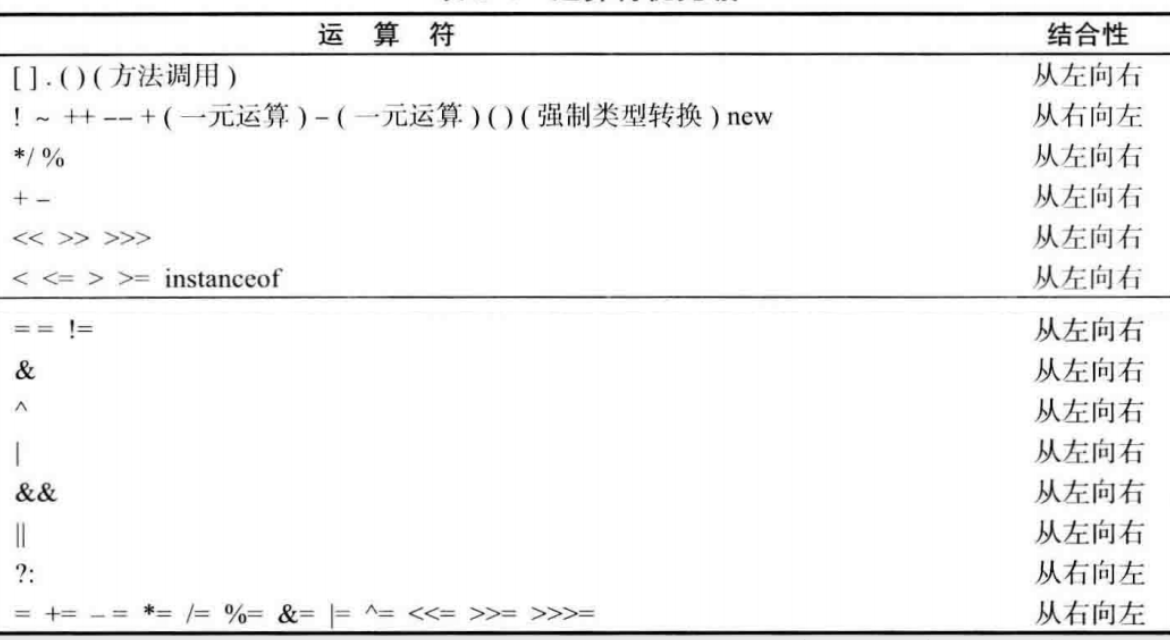 运 算 符 结合性
[ ] . ( ) ( 方法调用 ) 从左向右
! ~ ++ -- + ( 一元运算 ) – ( 一元运算 ) ( ) ( 强制类型转换 ) new 从右向左
* / % 从左向右
+ – 从左向右
<< >> >>> 从左向右
< <= > >= instanceof 从左向右
= = != 从左向右
& 从左向右
^ 从左向右
| 从左向右
&& 从左向右
|| 从左向右
?: 从右向左
= += – = *= /= %= &= |= ^= <<= >>= >>>= 从右向左